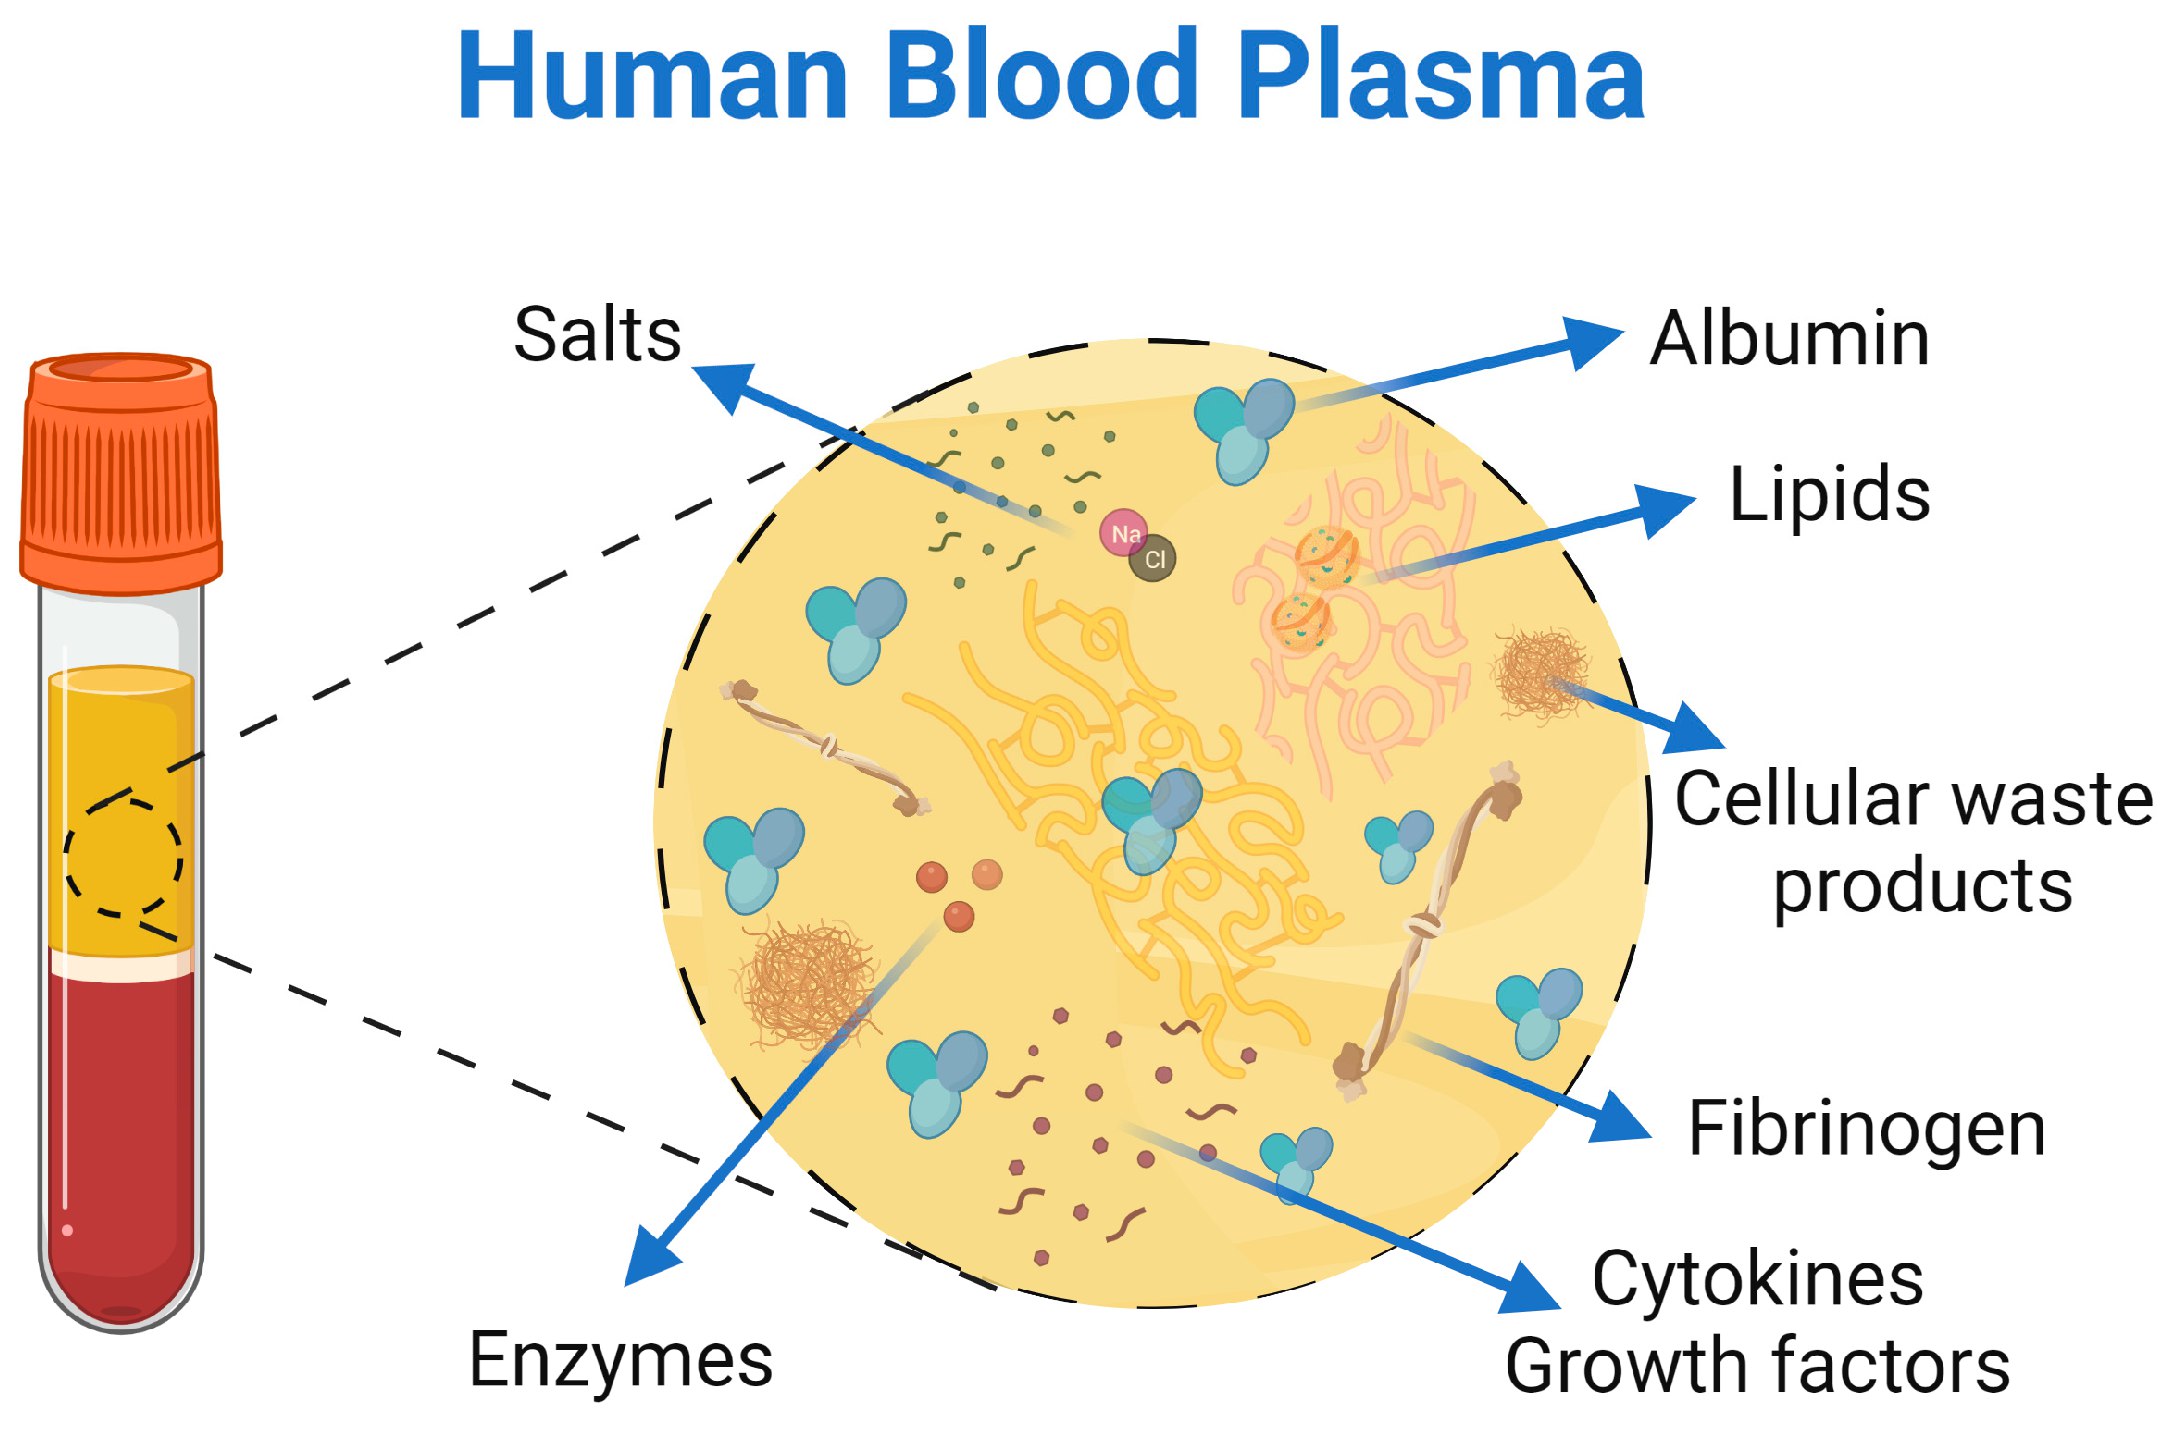 Human Blood Plasma
Salts
Albumin
Lipids
Na
Cl
Cellular waste
products
Fibrinogen
Cytokines
Growth factors
Enzymes